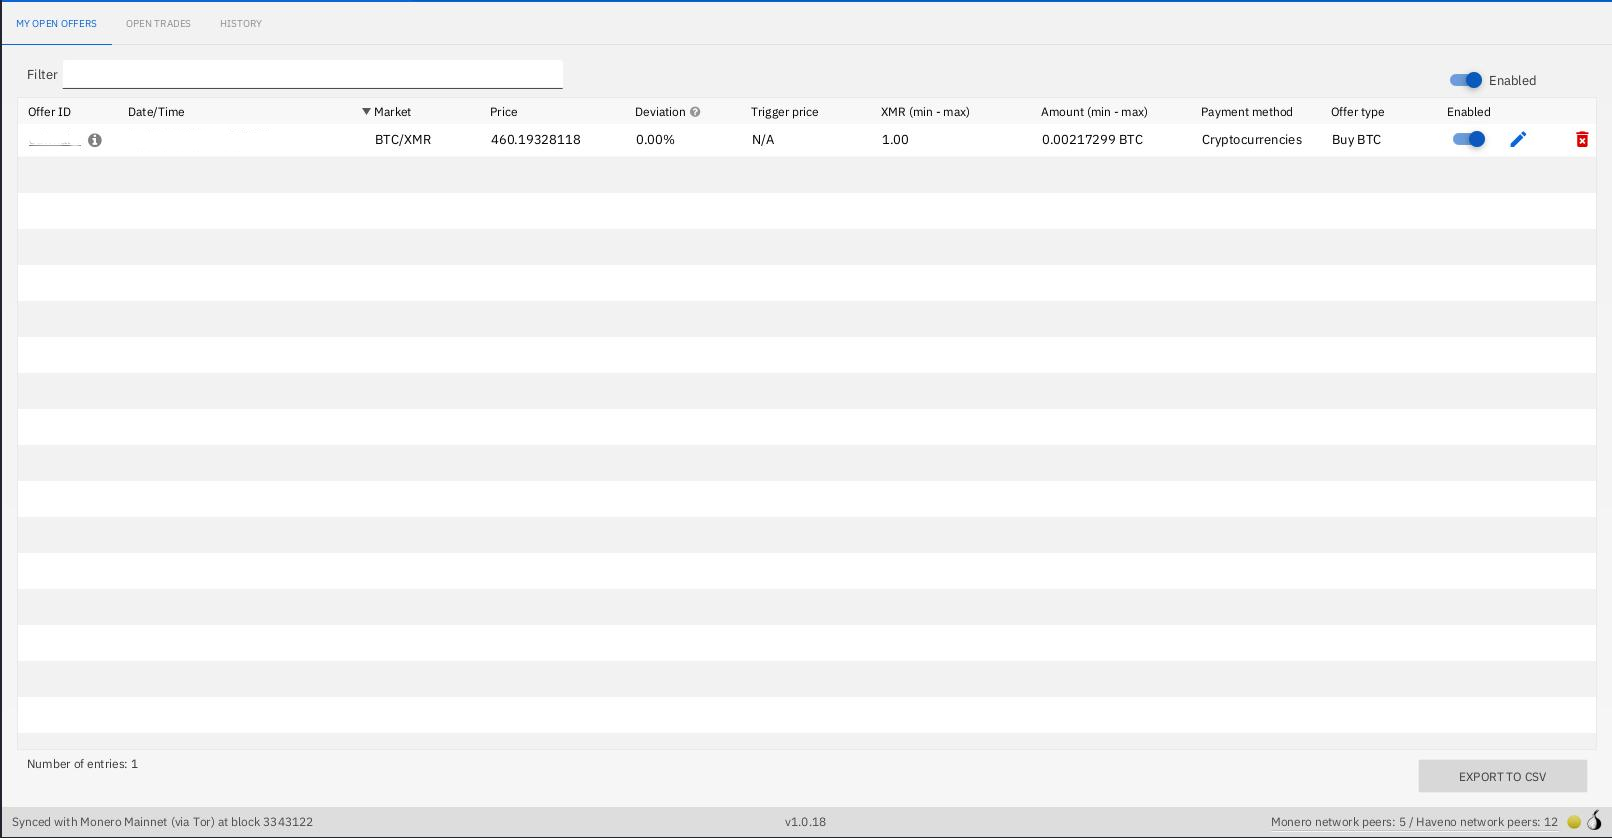 MY OPEN OFFERS OPEN TRADES HISTORY
Filter
Enabled
Offer ID Date/Time Market Price Deviation Trigger price XMR (min - max) Amount (min - max) Payment method Offer type Enabled
BTC/XMR 460.19328118 0.00% N/A 1.00 0.00217299 BTC Cryptocurrencies Buy BTC
Number of entries: 1
EXPORT TO CSV
Synced with Monero Mainnet (via Tor) at block 3343122 v1.0.18 Monero network peers: 5 / Haveno network peers: 12